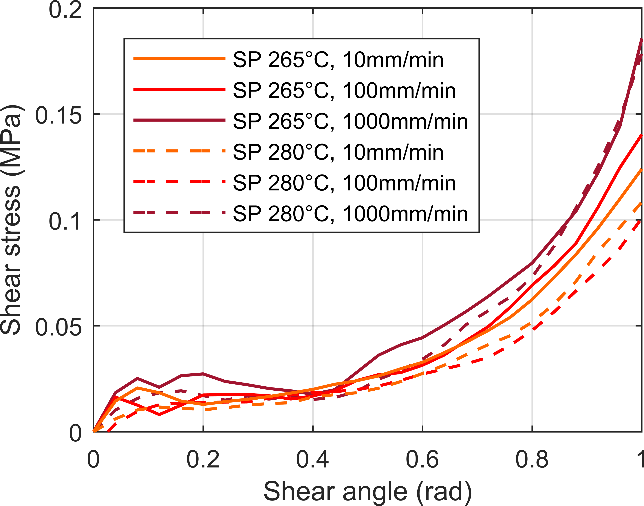 0.2
0.15
0.1
0.05
0
Shear stress (MPa)
SP 265°C, 10mm/min
SP 265°C, 100mm/min
SP 265°C, 1000mm/min
SP 280°C, 10mm/min
SP 280°C, 100mm/min
SP 280°C, 1000mm/min
0 0.2 0.4 0.6 0.8 1
Shear angle (rad)